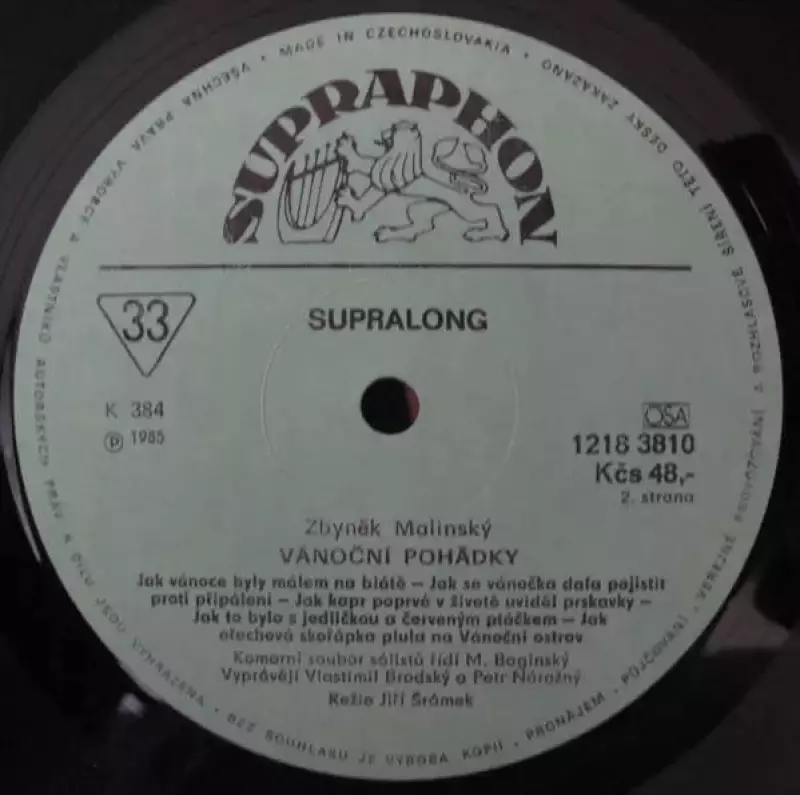 VŠECHNA PRÁVA VÝROBCE A VLASTNÍKŮ AUTORSKÝCH PRÁV K DÍLU JSOU VYHRAZENA • BEZ SOUHLASU JE VÝROBA KOPIÍ • PRONÁJEM • PŮJČOVÁNÍ • VEŘEJNÉ PROVOZOVÁNÍ A ROZHLASOVÉ ŠÍŘENÍ TÉTO DESKY ZAKÁZÁNO • MADE IN CZECHOSLOVAKIA •
SUPRAPHON
33
SUPRALONG
K 384
℗ 1985
OSA
1218 3810
Kčs 48,-
2. strana
Zbyněk Malinský
VÁNOČNÍ POHÁDKY
Jak vánoce byly málem na blátě – Jak se vánočka dala pojistit
proti připálení – Jak kapr poprvé v životě uviděl prskavky –
Jak to bylo s jedličkou a červeným ptáčkem – Jak
ořechová skořápka plula na Vánoční ostrov
Komorní soubor sólistů řídí M. Baginský
Vyprávějí Vlastimil Brodský a Petr Nárožný
Režie Jiří Šrámek